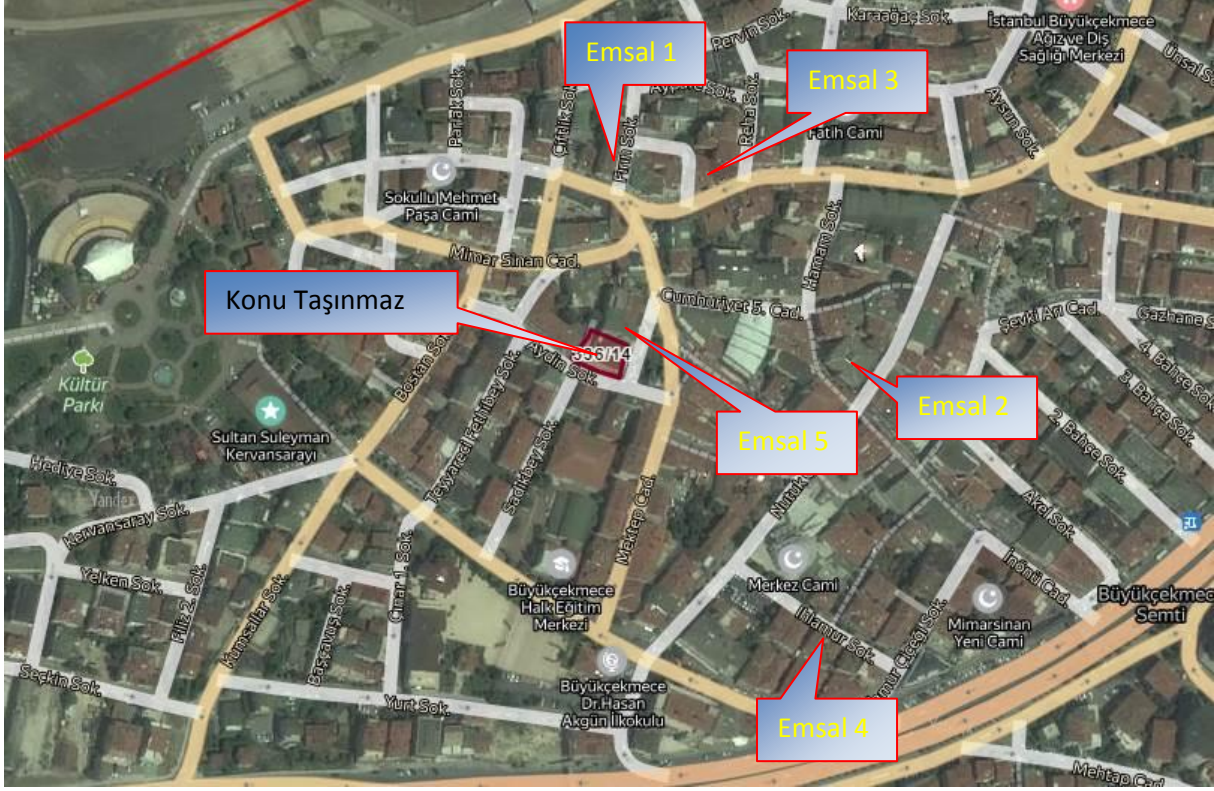 Karaağaç Sok.
İstanbul Büyükçekmece
Ağız ve Diş
Sağlığı Merkezi
Pervin Sok.
Emsal 1
Emsal 3
Parlak Sok.
Çiftlik Sok.
Fırın Sok.
Reha Sok.
Aysun Sok.
Fatih Cami
Sokullu Mehmet
Paşa Cami
Mimar Sinan Cad.
Hamam Sok.
Konu Taşınmaz
Cumhuriyet 5. Cad.
Şevki Arı Cad.
Gazhane S
4. Bahçe Sok.
3. Bahçe Sok.
2. Bahçe Sok.
336/14
Aydın Sok.
Bostan Sok.
Kültür
Parkı
Sultan Suleyman
Kervansarayı
Emsal 2
Emsal 5
Tayyareci Fethibey Sok.
Sadıkbey Sok.
Mektep Cad.
Nutuk
Akel Sok.
Hediye Sok.
Yandex
Kervansaray Sok.
Yelken Sok.
Filiz 2. Sok.
Kumsallar Sok.
Başçavuş Sok.
Çınar 1. Sok.
Büyükçekmece
Halk Eğitim
Merkezi
Merkez Cami
Ihlamur Sok.
İnönü Cad.
Mimarsinan
Yeni Cami
Büyükçekmec
Semti
amur Çiçeği Sok.
Seçkin Sok.
Yurt Sok.
Büyükçekmece
Dr.Hasan
Akgün İlkokulu
Emsal 4
Mehtap Cad.